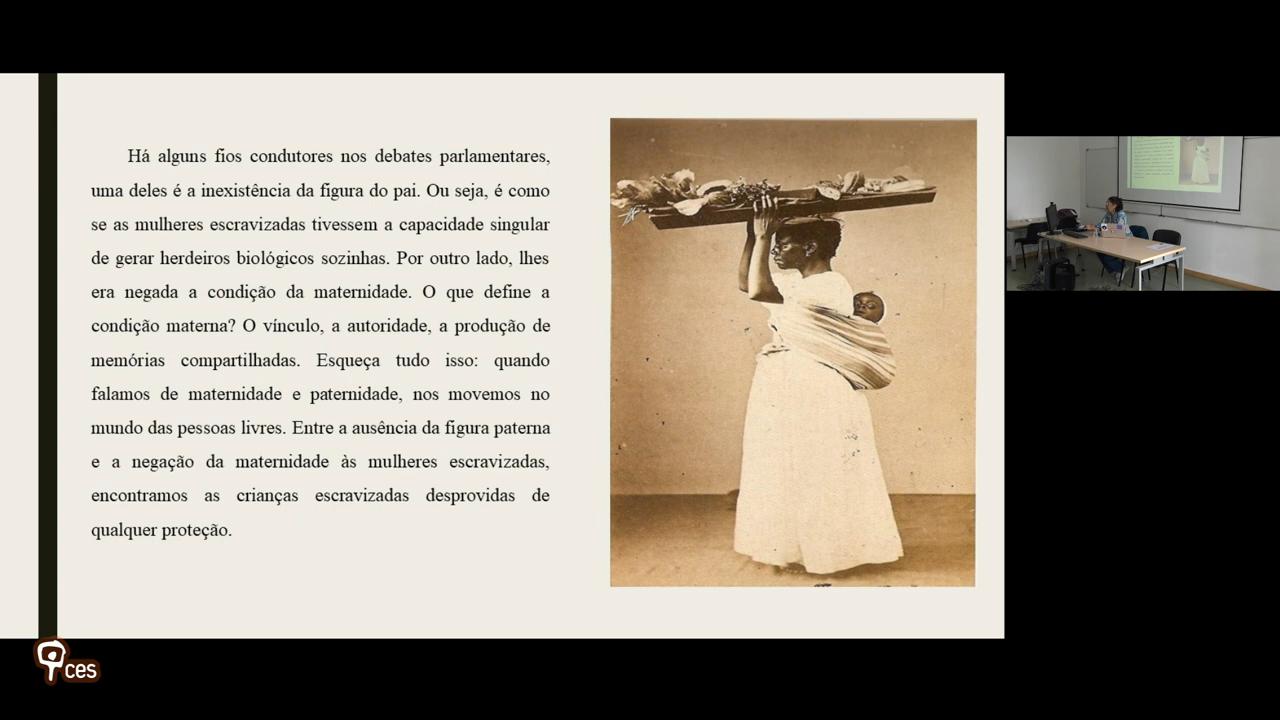 Há alguns fios condutores nos debates parlamentares,
uma deles é a inexistência da figura do pai. Ou seja, é como
se as mulheres escravizadas tivessem a capacidade singular
de gerar herdeiros biológicos sozinhas. Por outro lado, lhes
era negada a condição da maternidade. O que define a
condição materna? O vínculo, a autoridade, a produção de
memórias compartilhadas. Esqueça tudo isso: quando
falamos de maternidade e paternidade, nos movemos no
mundo das pessoas livres. Entre a ausência da figura paterna
e a negação da maternidade às mulheres escravizadas,
encontramos as crianças escravizadas desprovidas de
qualquer proteção.
ces